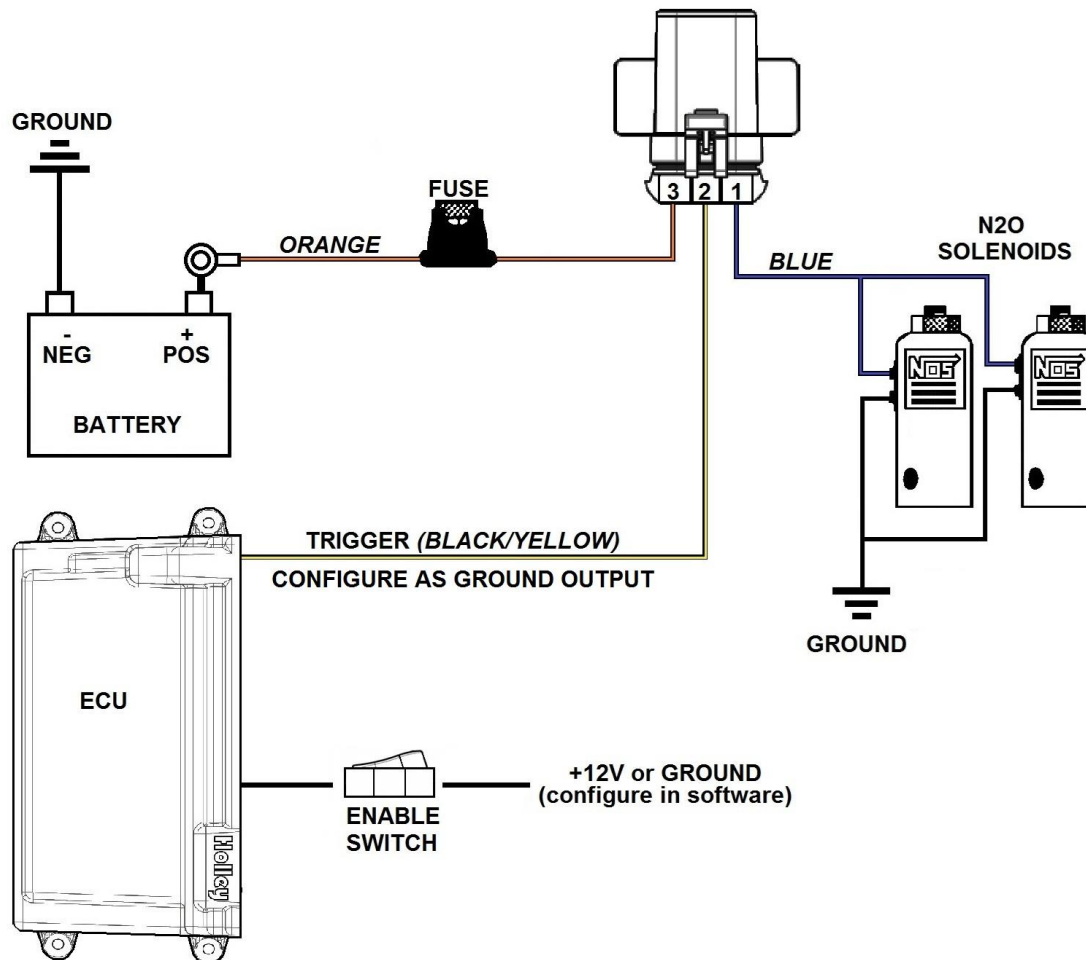 GROUND
FUSE
ORANGE
3 2 1
BLUE
N2O
SOLENOIDS
- +
NEG POS
BATTERY
NOS
NOS
TRIGGER (BLACK/YELLOW)
CONFIGURE AS GROUND OUTPUT
GROUND
ECU
+12V or GROUND
(configure in software)
ENABLE
SWITCH
Holley